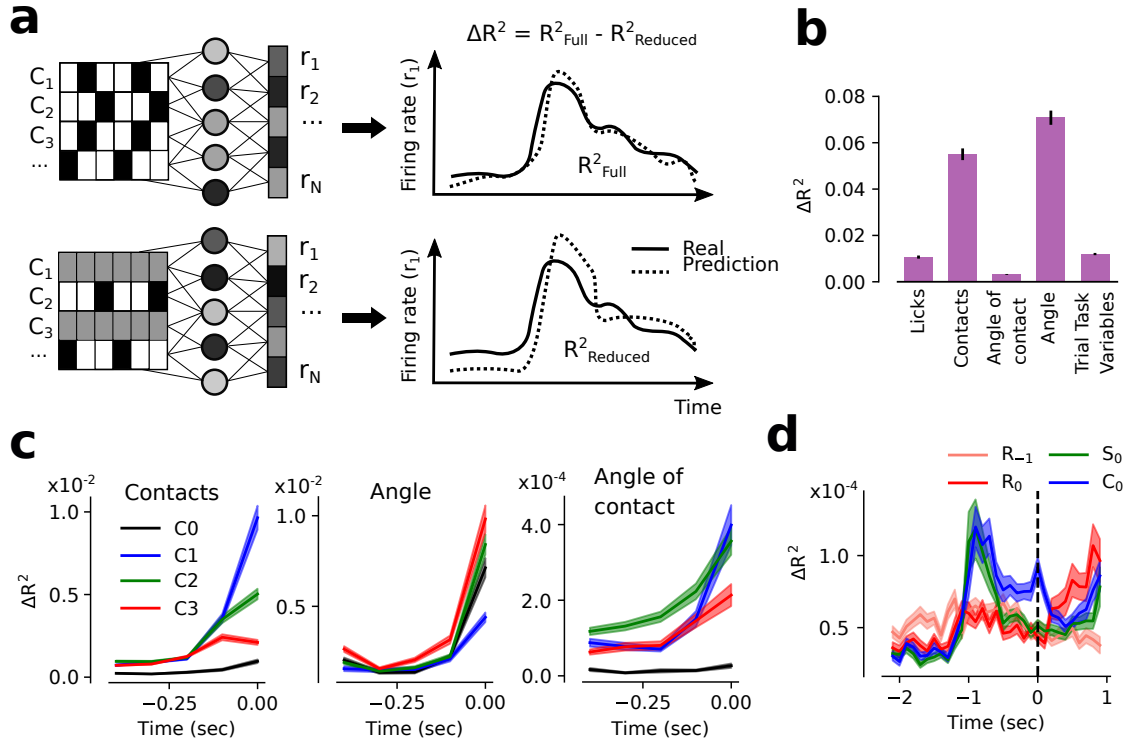 a
C1
C2
C3
...
r1
r2
...
rN
ΔR² = R²Full - R²Reduced
Firing rate (r1)
R²Full
C1
C2
C3
...
r1
r2
...
rN
Firing rate (r1)
Real
Prediction
R²Reduced
Time
b
ΔR²
0.08
0.06
0.04
0.02
0.00
Licks
Contacts
Angle of
contact
Angle
Trial Task
Variables
c
x10-2
Contacts
ΔR²
1.0
0.5
0.0
C0
C1
C2
C3
−0.25
0.00
Time (sec)
x10-2
Angle
1.0
0.5
−0.25
0.00
Time (sec)
x10-4
Angle of
contact
4.0
2.0
0.0
−0.25
0.00
Time (sec)
d
R−1
S0
R0
C0
x10-4
ΔR²
1.0
0.5
-2
−1
0
1
Time (sec)